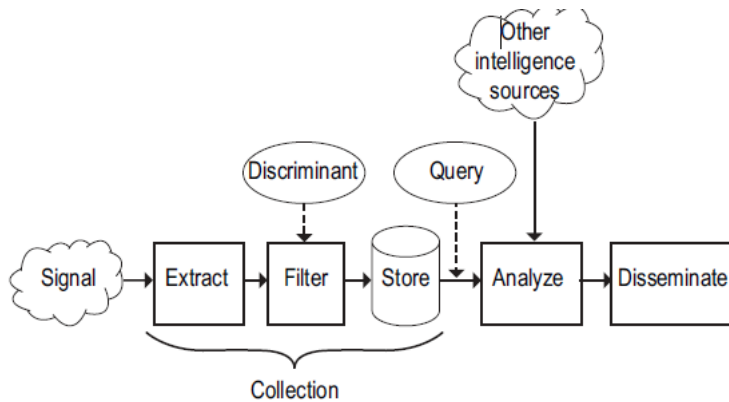 Other
intelligence
sources
Discriminant
Query
Signal
Extract
Filter
Store
Analyze
Disseminate
Collection